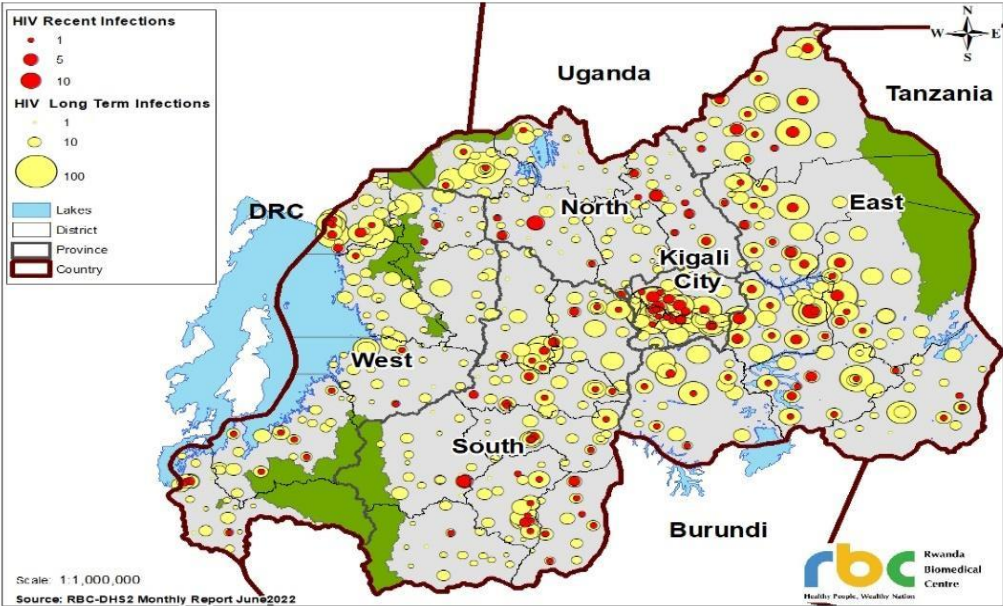 HIV Recent Infections
1
5
10
HIV Long Term Infections
1
10
100
Lakes
District
Province
Country
N
W E
S
Uganda
Tanzania
DRC
North
East
Kigali
City
West
South
Burundi
rbc
Rwanda
Biomedical
Centre
Healthy People, Wealthy Nation
Scale: 1:1,000,000
Source: RBC-DHS2 Monthly Report June2022